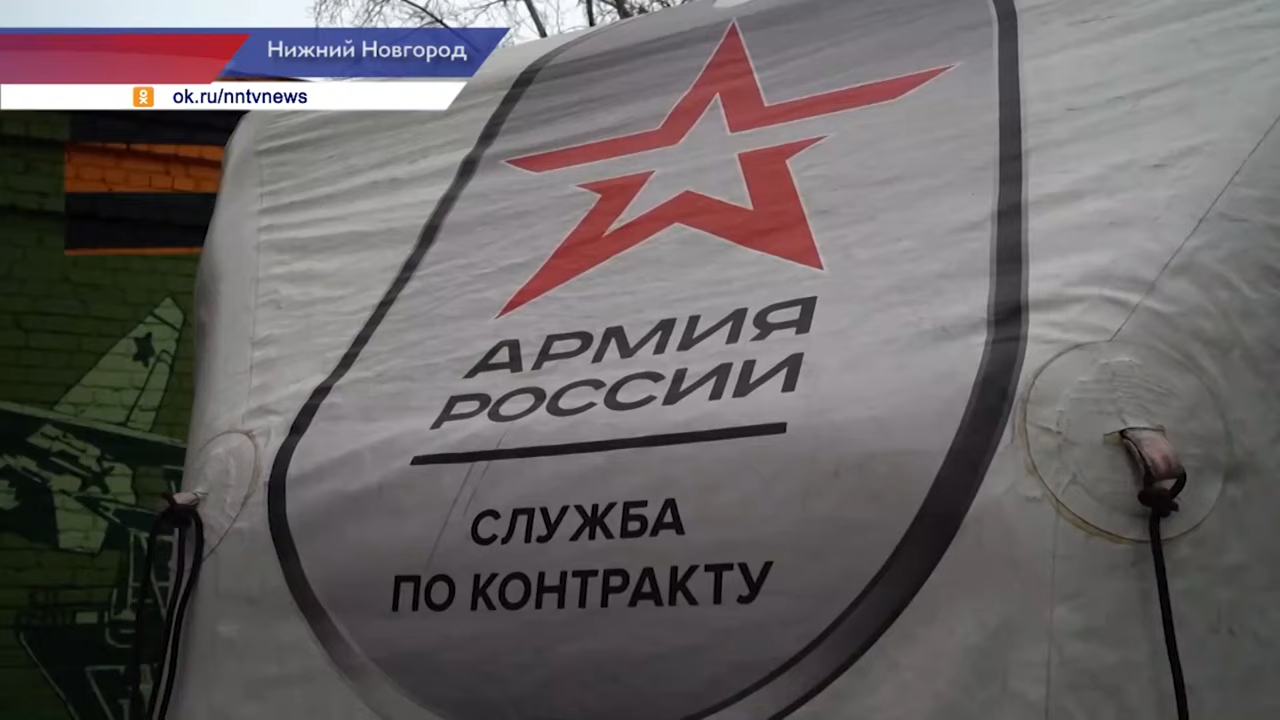 Нижний Новгород
ok.ru/nntvnews
АРМИЯ
РОССИИ
СЛУЖБА
ПО КОНТРАКТУ